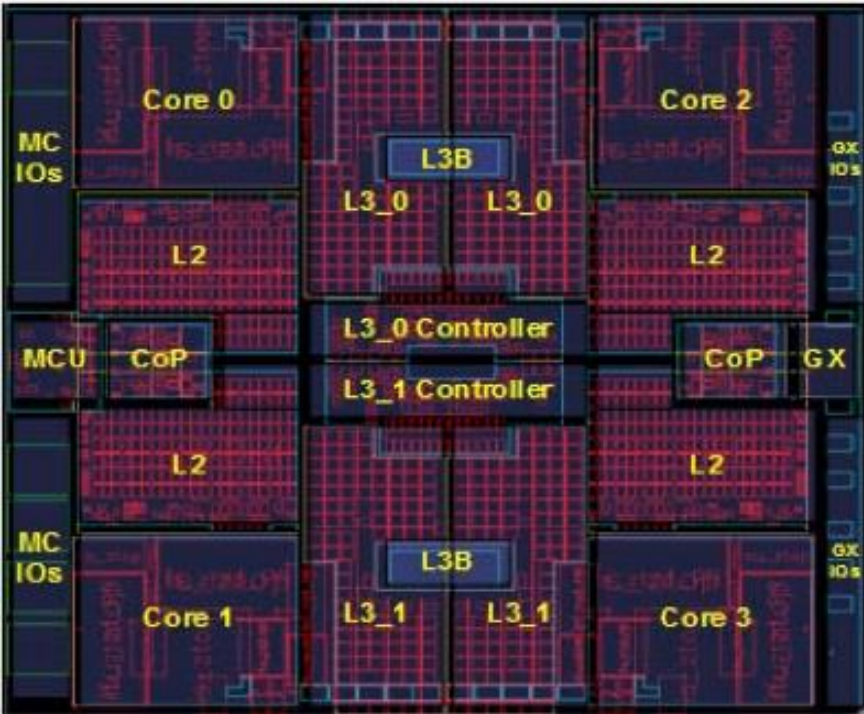 Core 0
Core 2
MC
IOs
GX
IOs
L3B
L3_0
L3_0
L2
L2
L3_0 Controller
MCU
CoP
CoP
GX
L3_1 Controller
L2
L2
MC
IOs
GX
IOs
L3B
Core 1
L3_1
L3_1
Core 3